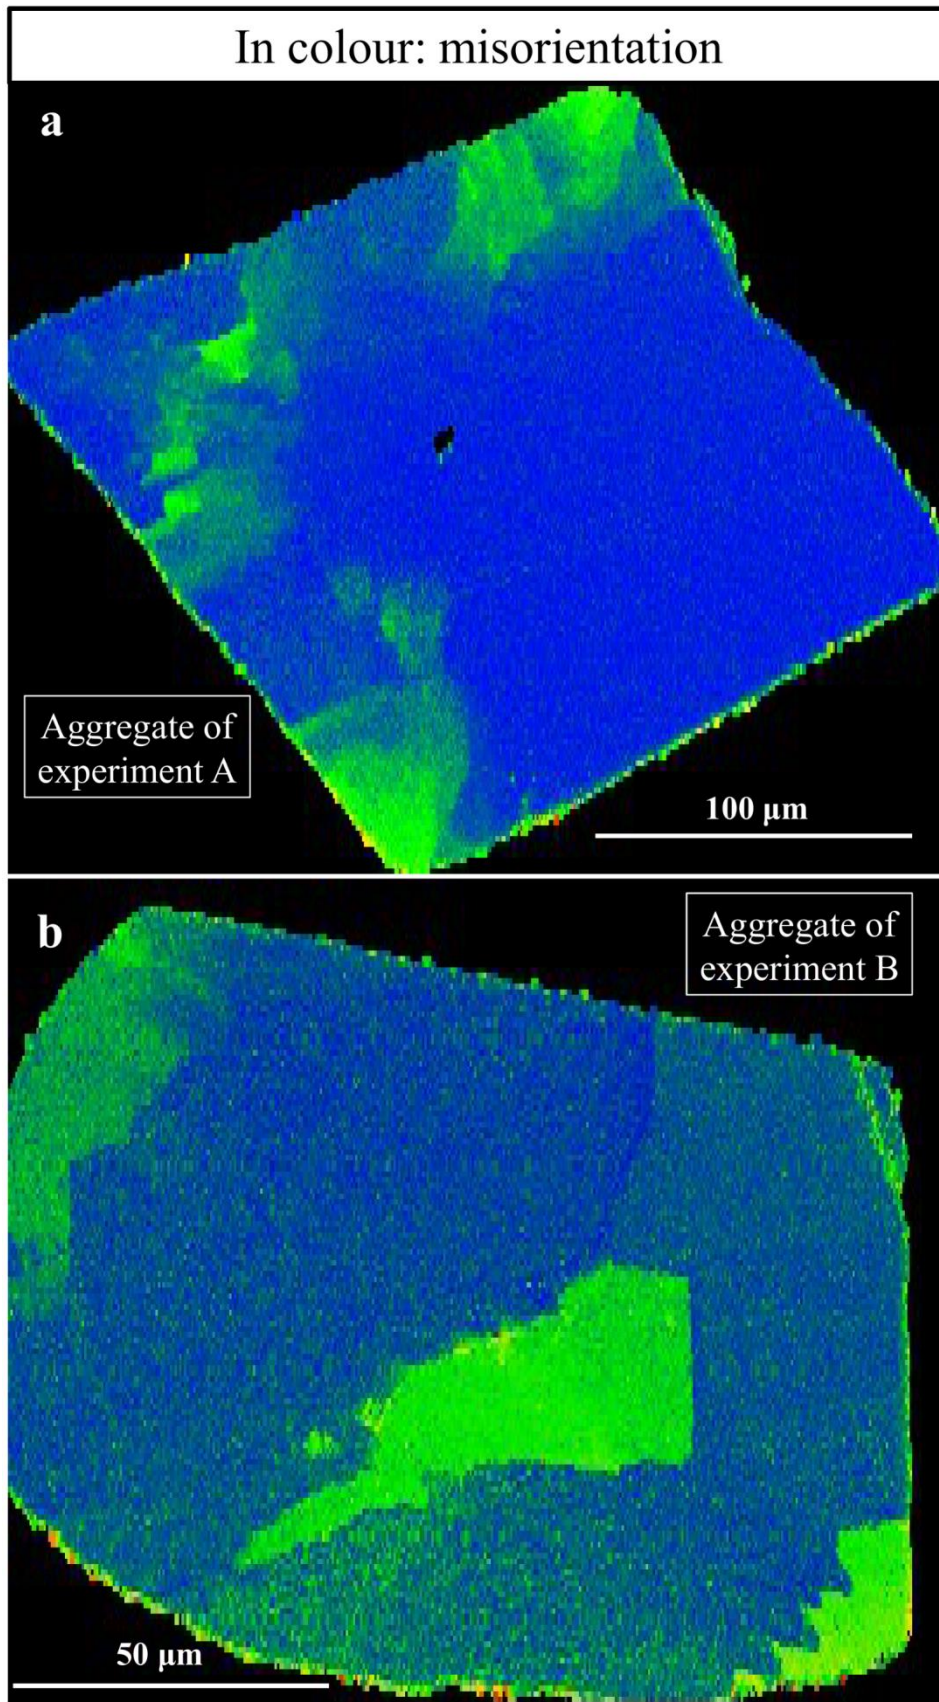 In colour: misorientation
a
Aggregate of
experiment A
100 µm
b
Aggregate of
experiment B
50 µm